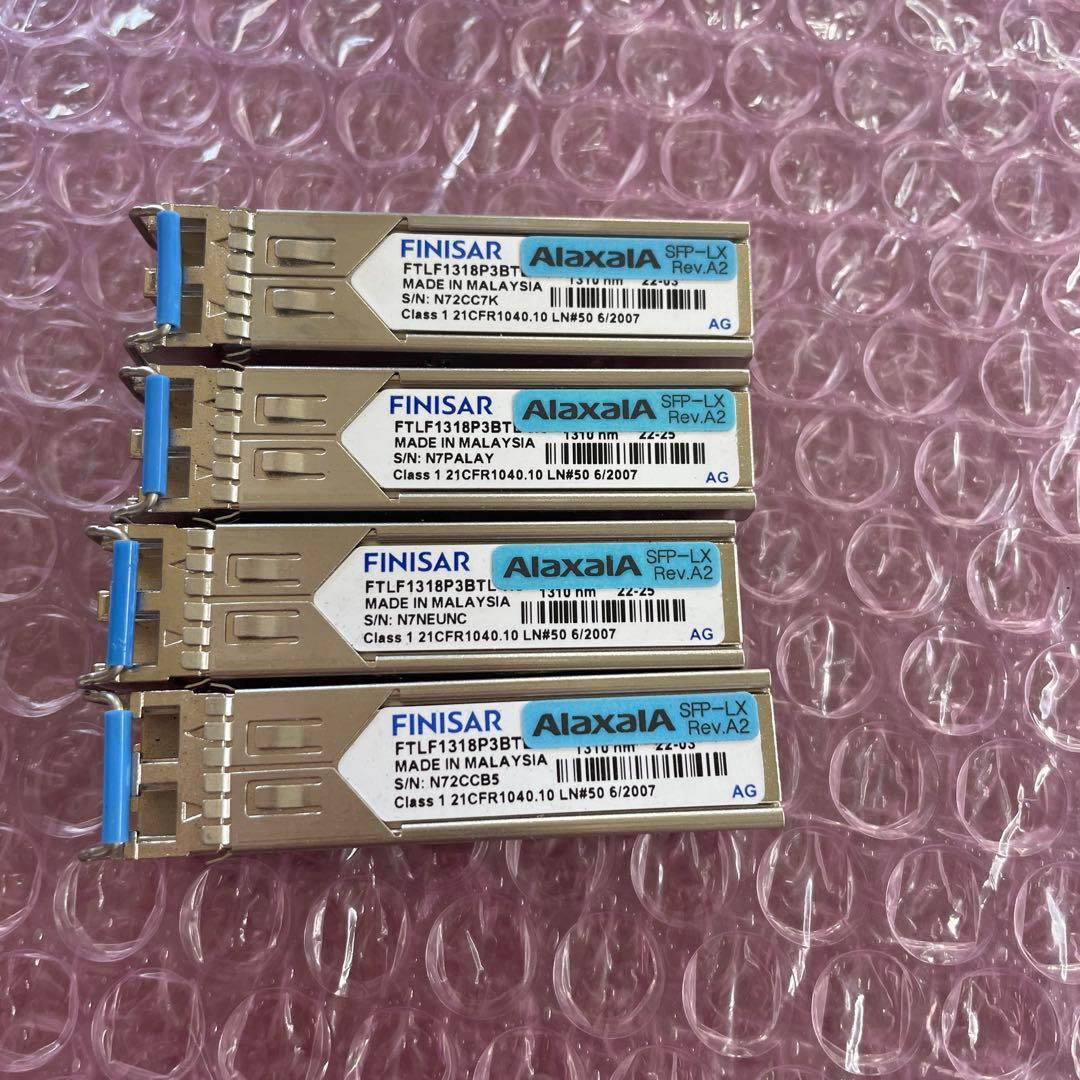 FINISAR AlaxalA SFP-LX
Rev.A2
FTLF1318P3BTL
MADE IN MALAYSIA 1310 nm 22-03
S/N: N72CC7K
Class 1 21CFR1040.10 LN#50 6/2007 AG
FINISAR AlaxalA SFP-LX
Rev.A2
FTLF1318P3BTL
MADE IN MALAYSIA 1310 nm 22-25
S/N: N7PALAY
Class 1 21CFR1040.10 LN#50 6/2007 AG
FINISAR AlaxalA SFP-LX
Rev.A2
FTLF1318P3BTL
MADE IN MALAYSIA 1310 nm 22-25
S/N: N7NEUNC
Class 1 21CFR1040.10 LN#50 6/2007 AG
FINISAR AlaxalA SFP-LX
Rev.A2
FTLF1318P3BTL
MADE IN MALAYSIA 1310 nm 22-03
S/N: N72CCB5
Class 1 21CFR1040.10 LN#50 6/2007 AG